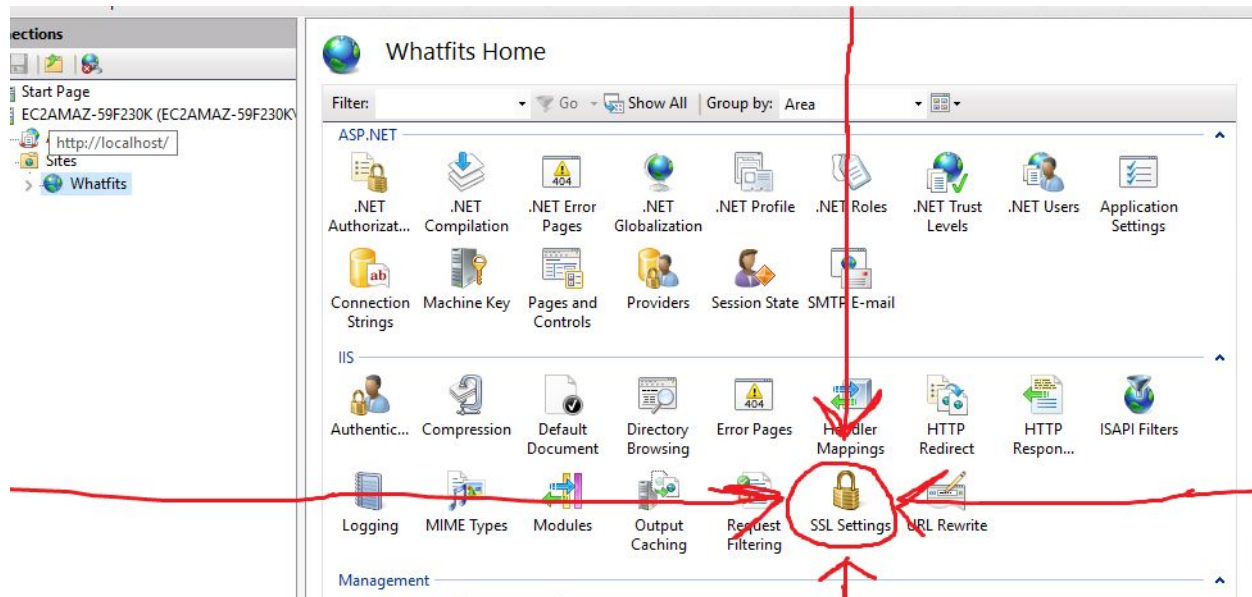 ections
Whatfits Home
Start Page
EC2AMAZ-59F230K (EC2AMAZ-59F230K\
http://localhost/
Sites
Whatfits
Filter: Go Show All Group by: Area
ASP.NET
.NET Authorizat...
.NET Compilation
.NET Error Pages
.NET Globalization
.NET Profile
.NET Roles
.NET Trust Levels
.NET Users
Application Settings
Connection Strings
Machine Key
Pages and Controls
Providers
Session State
SMTP E-mail
IIS
Authentic...
Compression
Default Document
Directory Browsing
Error Pages
Handler Mappings
HTTP Redirect
HTTP Respon...
ISAPI Filters
Logging
MIME Types
Modules
Output Caching
Request Filtering
SSL Settings
URL Rewrite
Management